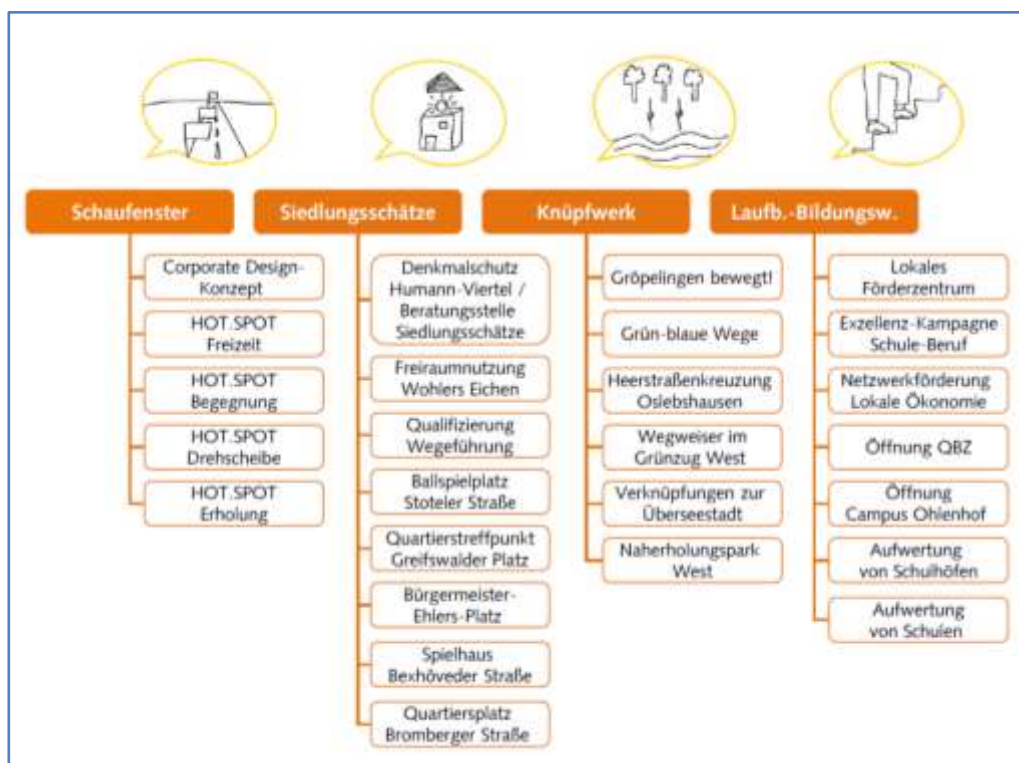 Schaufenster
Corporate Design-
Konzept
HOT.SPOT
Freizeit
HOT.SPOT
Begegnung
HOT.SPOT
Drehscheibe
HOT.SPOT
Erholung
Siedlungsschätze
Denkmalschutz
Humann-Viertel /
Beratungsstelle
Siedlungsschätze
Freiraumnutzung
Wohlers Eichen
Qualifizierung
Wegeführung
Ballspielplatz
Stoteler Straße
Quartierstreffpunkt
Greifswalder Platz
Bürgermeister-
Ehlers-Platz
Spielhaus
Bexhöveder Straße
Quartiersplatz
Bromberger Straße
Knüpfwerk
Gröpelingen bewegt!
Grün-blaue Wege
Heerstraßenkreuzung
Oslebshausen
Wegweiser im
Grünzug West
Verknüpfungen zur
Überseestadt
Naherholungspark
West
Laufb.-Bildungsw.
Lokales
Förderzentrum
Exzellenz-Kampagne
Schule-Beruf
Netzwerkförderung
Lokale Ökonomie
Öffnung QBZ
Öffnung
Campus Ohlenhof
Aufwertung
von Schulhöfen
Aufwertung
von Schulen